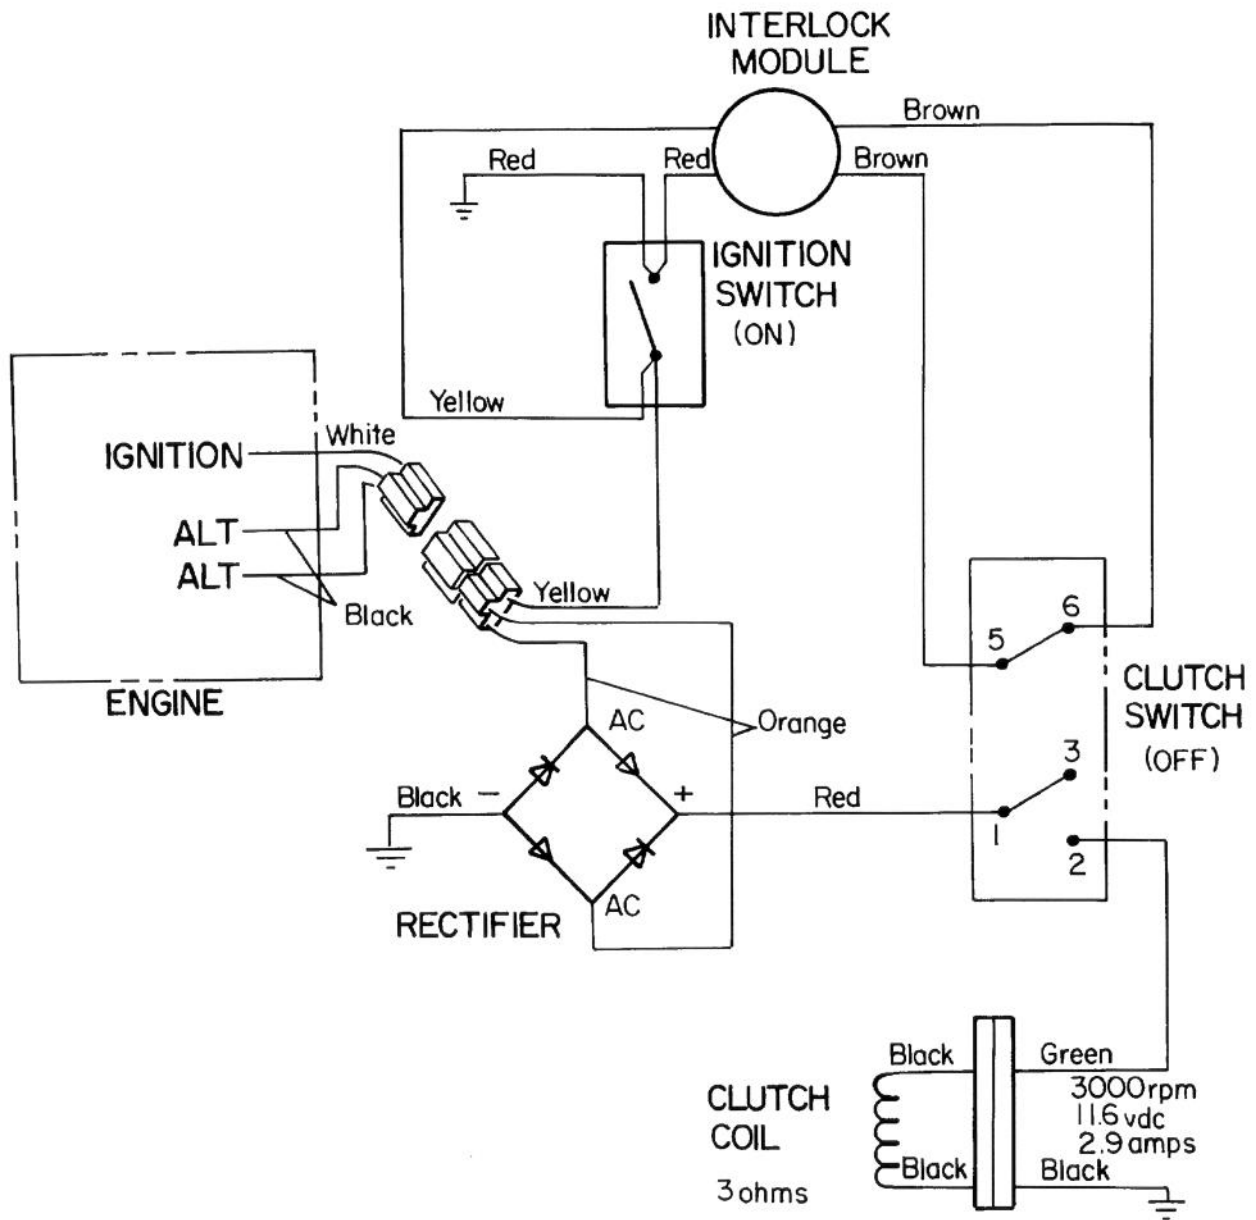 INTERLOCK
MODULE
Brown
Red
Red
Brown
IGNITION
SWITCH
(ON)
Yellow
White
IGNITION
ALT
ALT
Black
Yellow
ENGINE
5
6
CLUTCH
SWITCH
(OFF)
AC
Orange
3
Black
−
+
Red
1
2
AC
RECTIFIER
Black
Green
3000 rpm
11.6 vdc
2.9 amps
CLUTCH
COIL
Black
Black
3 ohms